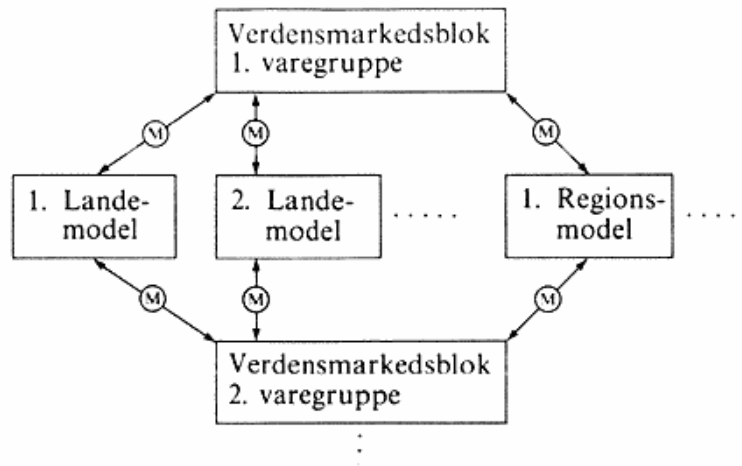 Verdensmarkedsblok
1. varegruppe
M
M
M
1. Lande-
model
2. Lande-
model
.....
1. Regions-
model
....
M
M
M
Verdensmarkedsblok
2. varegruppe